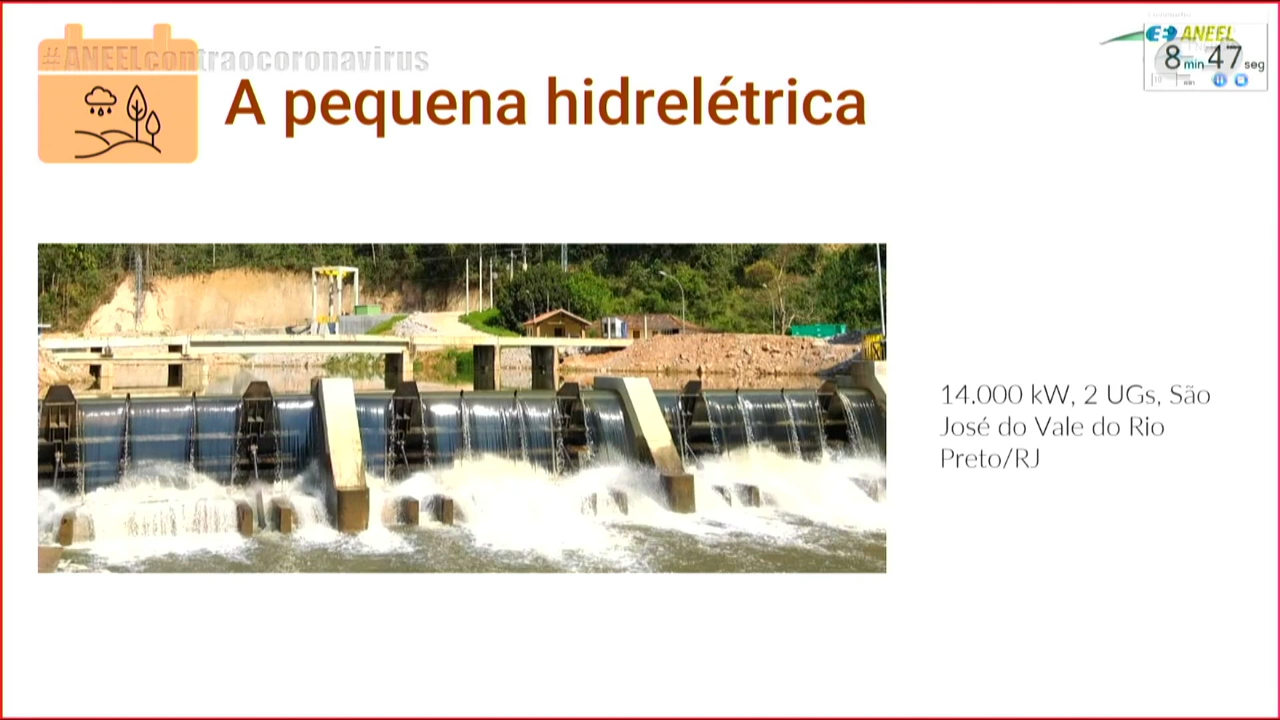 #ANEELcontraocoronavirus
A pequena hidrelétrica
ANEEL
8 min 47 seg
14.000 kW, 2 UGs, São
José do Vale do Rio
Preto/RJ